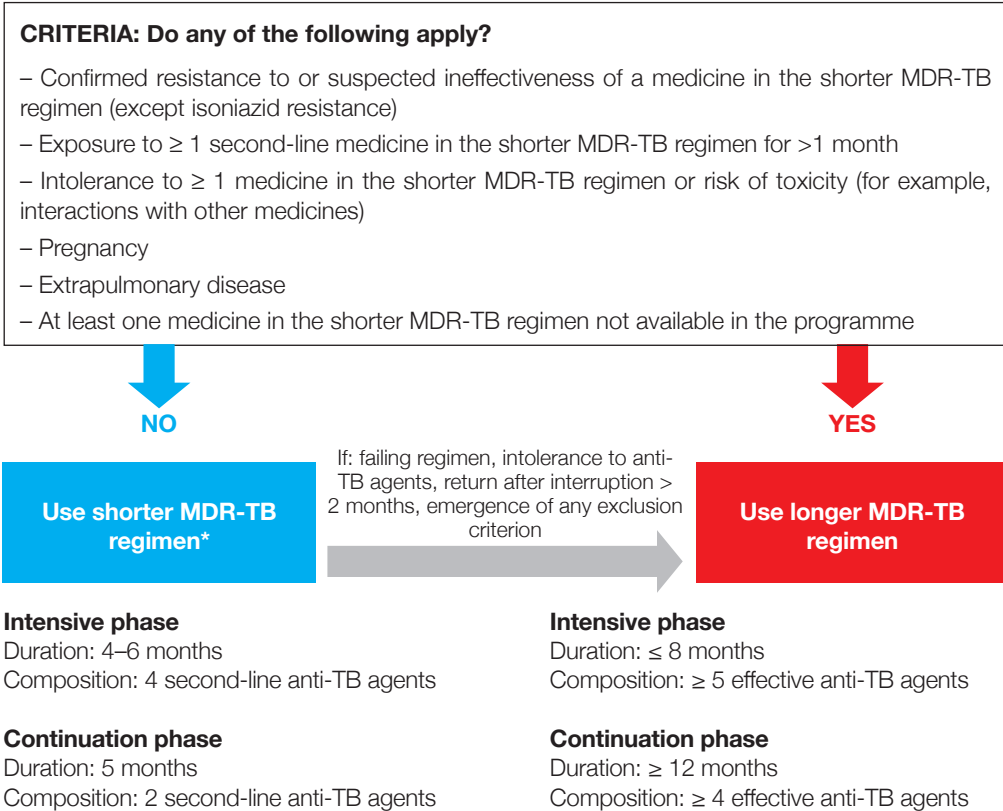 CRITERIA: Do any of the following apply?
– Confirmed resistance to or suspected ineffectiveness of a medicine in the shorter MDR-TB
regimen (except isoniazid resistance)
– Exposure to ≥ 1 second-line medicine in the shorter MDR-TB regimen for >1 month
– Intolerance to ≥ 1 medicine in the shorter MDR-TB regimen or risk of toxicity (for example,
interactions with other medicines)
– Pregnancy
– Extrapulmonary disease
– At least one medicine in the shorter MDR-TB regimen not available in the programme
NO
YES
Use shorter MDR-TB
regimen*
If: failing regimen, intolerance to anti-
TB agents, return after interruption >
2 months, emergence of any exclusion
criterion
Use longer MDR-TB
regimen
Intensive phase
Duration: 4–6 months
Composition: 4 second-line anti-TB agents
Continuation phase
Duration: 5 months
Composition: 2 second-line anti-TB agents
Intensive phase
Duration: ≤ 8 months
Composition: ≥ 5 effective anti-TB agents
Continuation phase
Duration: ≥ 12 months
Composition: ≥ 4 effective anti-TB agents